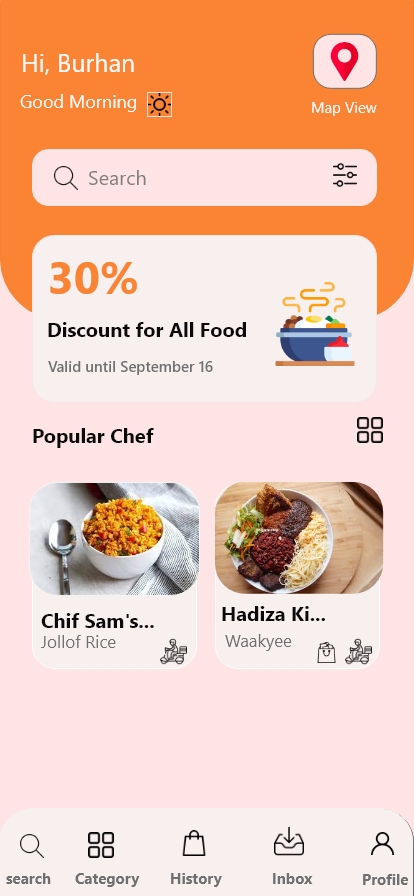 Hi, Burhan
Good Morning
Map View
Search
30%
Discount for All Food
Valid until September 16
Popular Chef
Chif Sam's...
Jollof Rice
Hadiza Ki...
Waakyee
search
Category
History
Inbox
Profile